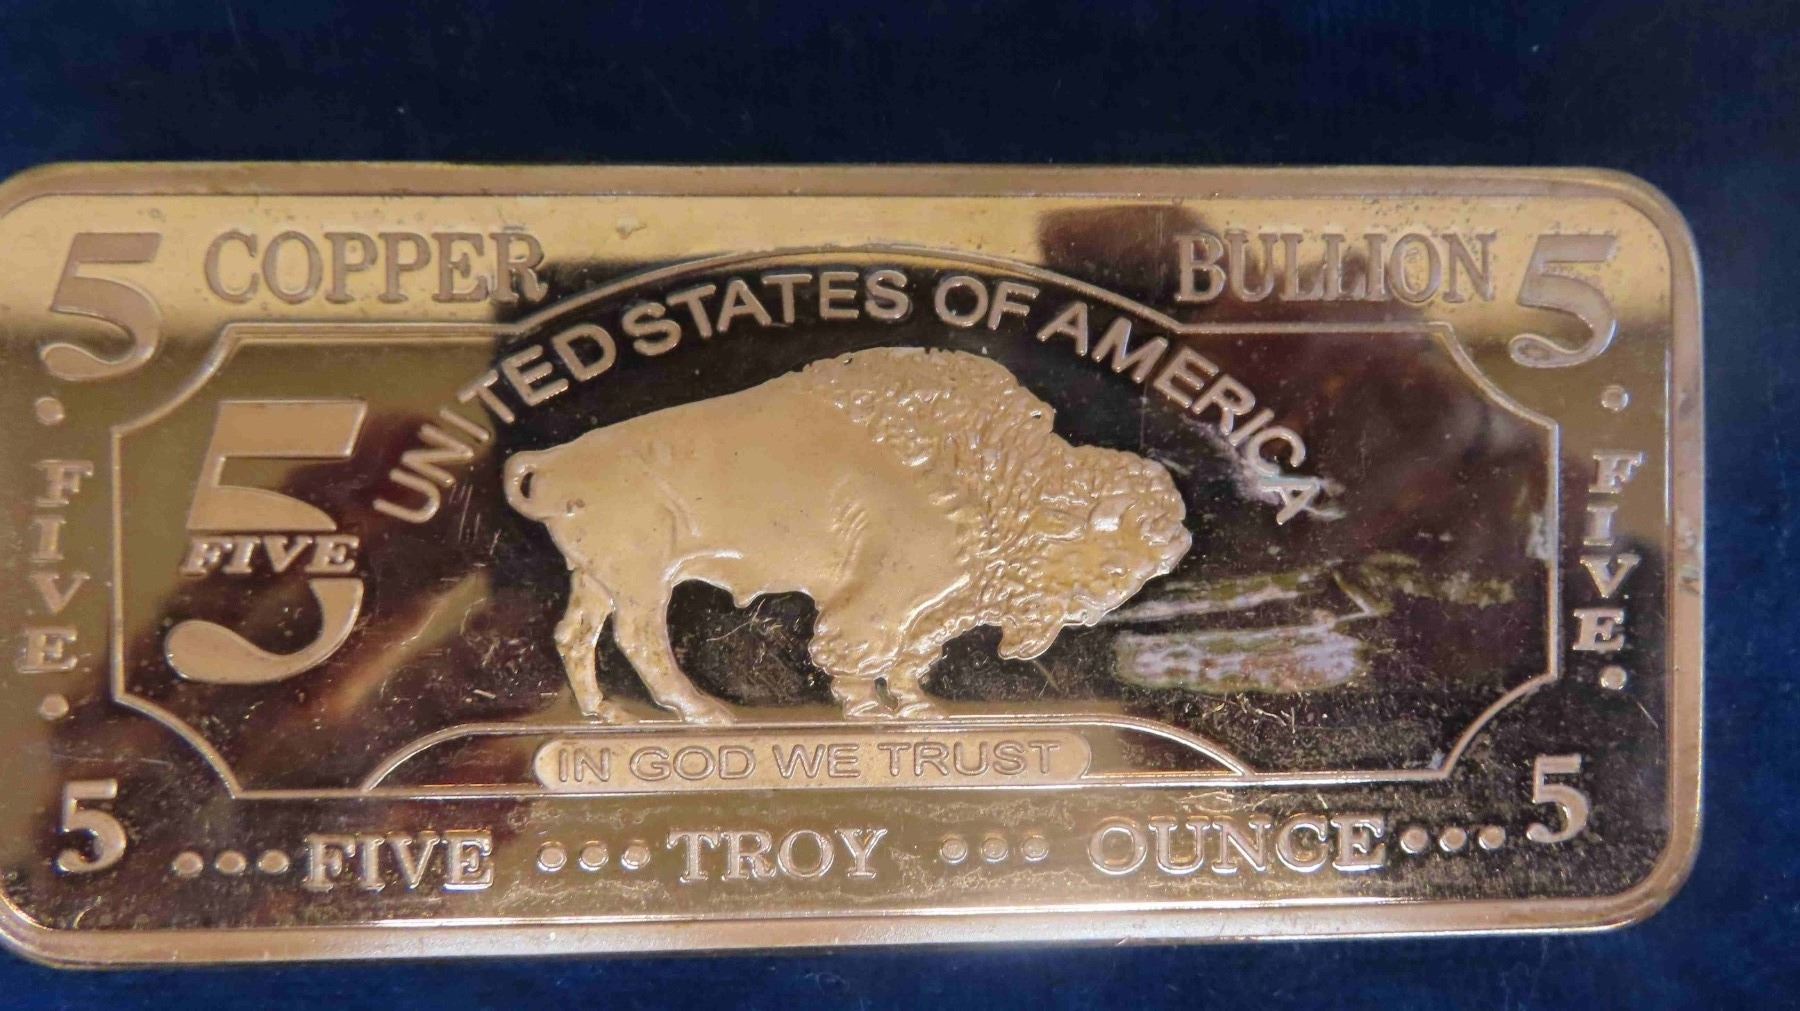 5 COPPER BULLION 5
UNITED STATES OF AMERICA
5
FIVE
• FIVE •
• FIVE •
IN GOD WE TRUST
5 •••FIVE •••TROY •••OUNCE••• 5